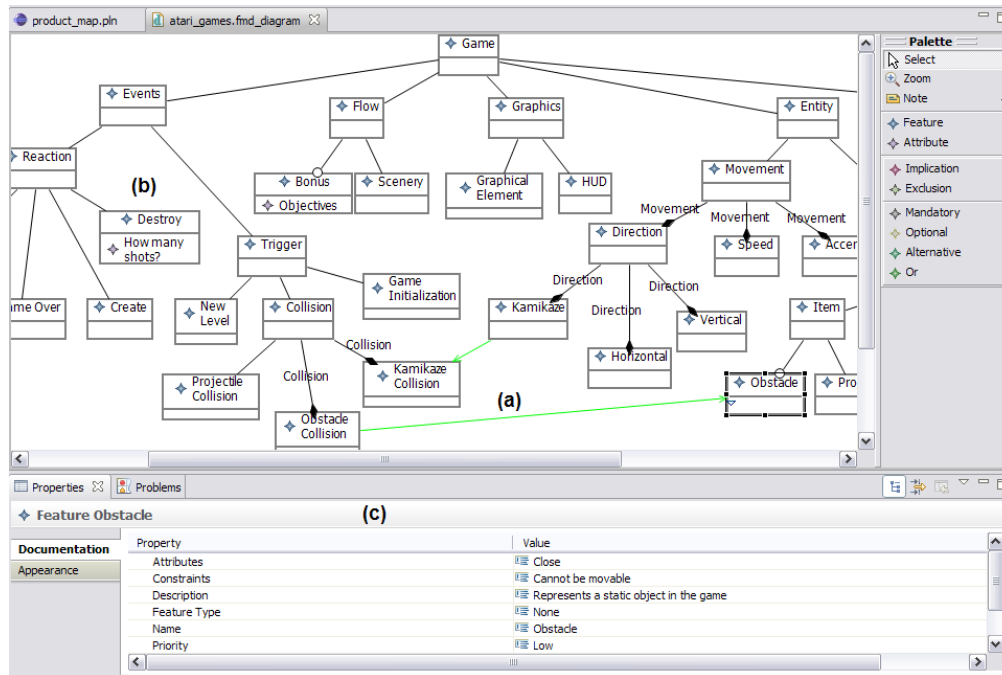 product_map.pln
atari_games.fmd_diagram
Palette
Select
Zoom
Note
Feature
Attribute
Implication
Exclusion
Mandatory
Optional
Alternative
Or
Game
Events
Flow
Graphics
Entity
Reaction
(b)
Bonus
Objectives
Scenery
Graphical
Element
HUD
Movement
Movement
Movement
Movement
Destroy
How many
shots?
Trigger
Direction
Speed
Accer
Game
Initialization
Direction
Direction
Direction
ame Over
Create
New
Level
Collision
Kamikaze
Vertical
Item
Collision
Horizontal
Projectile
Collision
Collision
Kamikaze
Collision
Obstacle
Pro
(a)
Obstacle
Collision
Properties
Problems
Feature Obstacle
(c)
Documentation
Appearance
Property Value
Attributes Close
Constraints Cannot be movable
Description Represents a static object in the game
Feature Type None
Name Obstacle
Priority Low